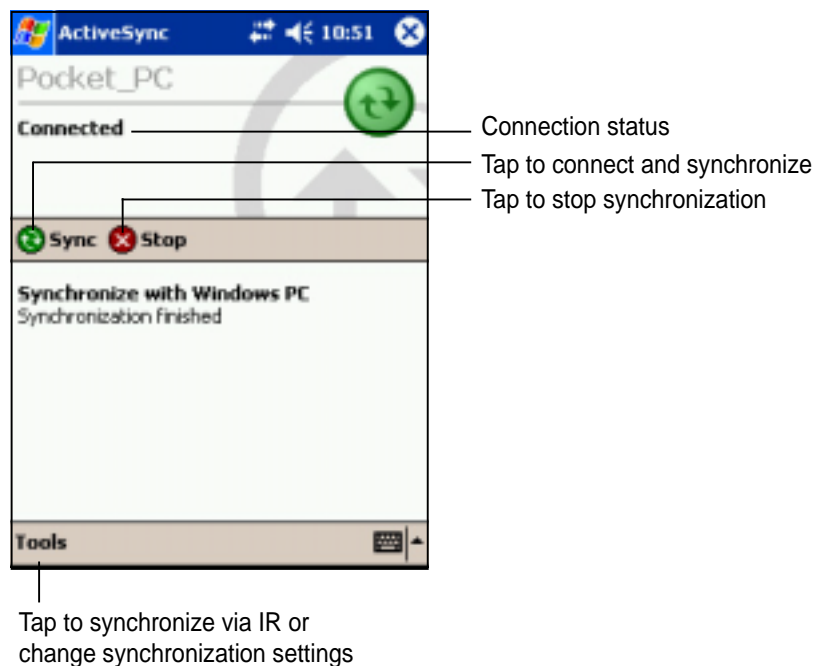 ActiveSync 10:51
Pocket_PC
Connected
Connection status
Tap to connect and synchronize
Tap to stop synchronization
Sync Stop
Synchronize with Windows PC
Synchronization finished
Tools
Tap to synchronize via IR or
change synchronization settings